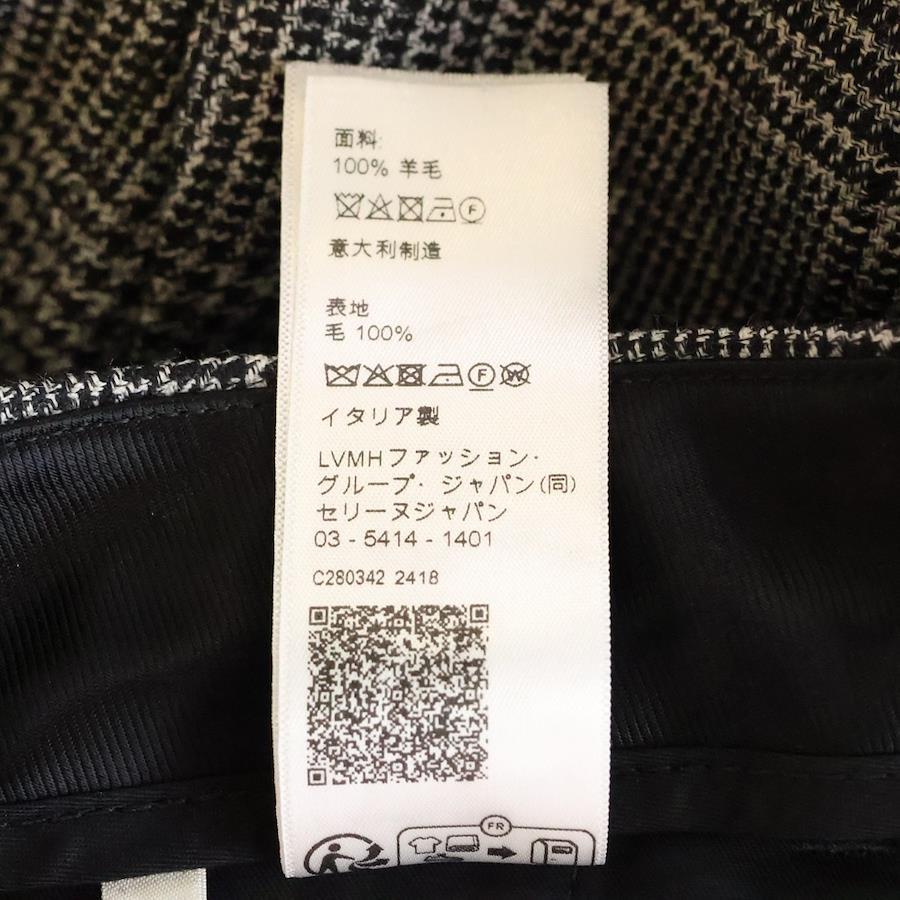 面料:
100% 羊毛
F
意大利制造
表地
毛 100%
F W
イタリア製
LVMHファッション・
グループ・ジャパン(同)
セリーヌジャパン
03 - 5414 - 1401
C280342 2418
FR